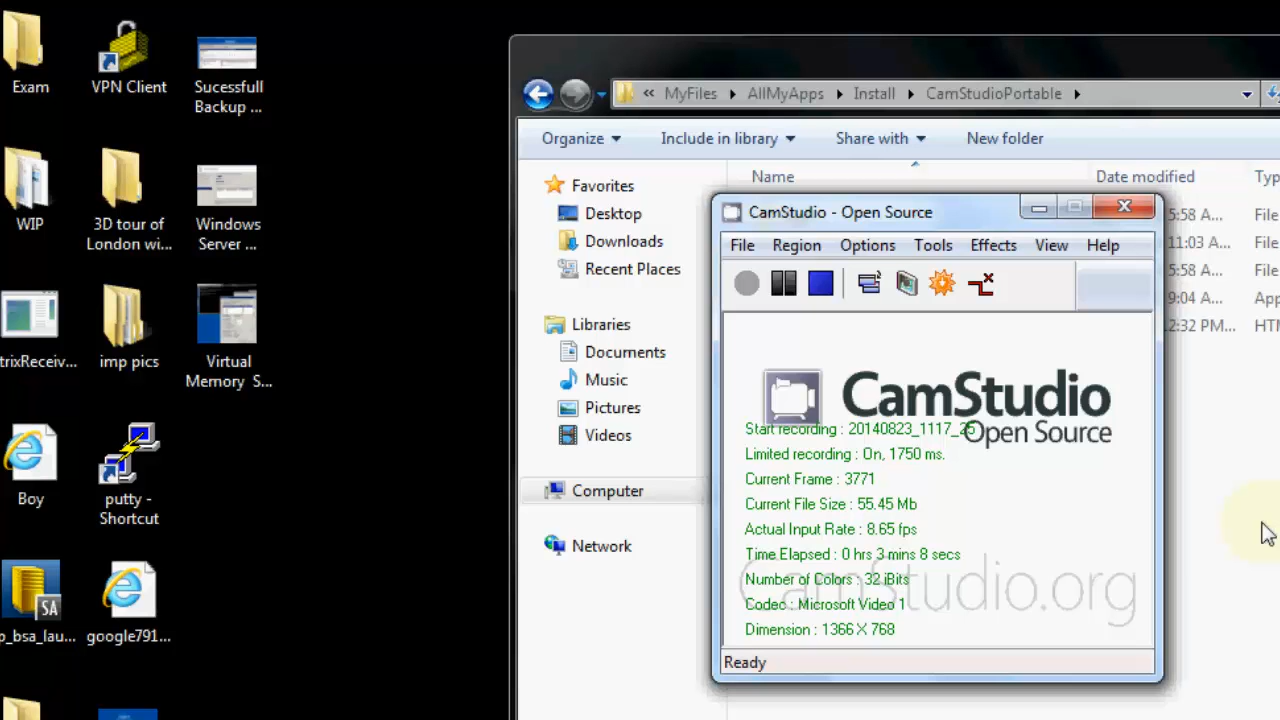 Exam
VPN Client
Sucessfull
Backup ...
WIP
3D tour of
London wi...
Windows
Server ...
trixReceiv...
imp pics
Virtual
Memory S...
Boy
putty -
Shortcut
SA
p_bsa_lau...
google791...
« MyFiles ▸ AllMyApps ▸ Install ▸ CamStudioPortable ▸
Organize
Include in library
Share with
New folder
Name
Date modified
Typ
Favorites
Desktop
Downloads
Recent Places
Libraries
Documents
Music
Pictures
Videos
Computer
Network
5:58 A... File
11:03 A... File
5:58 A... File
9:04 A... App
2:32 PM... HTM
CamStudio - Open Source
File Region Options Tools Effects View Help
CamStudio
Open Source
Start recording : 20140823_1117_25
Limited recording : On, 1750 ms.
Current Frame : 3771
Current File Size : 55.45 Mb
Actual Input Rate : 8.65 fps
Time Elapsed : 0 hrs 3 mins 8 secs
Number of Colors : 32 iBits
Codec : Microsoft Video 1
Dimension : 1366 X 768
CamStudio.org
Ready